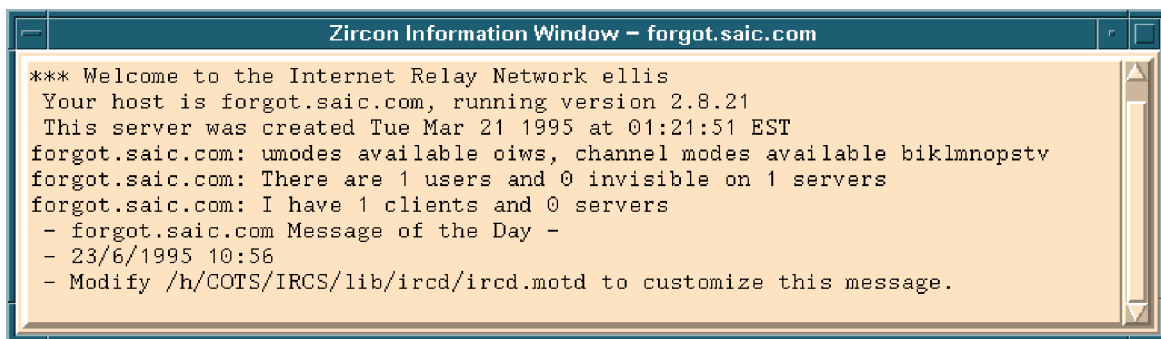 Zircon Information Window – forgot.saic.com
*** Welcome to the Internet Relay Network ellis
Your host is forgot.saic.com, running version 2.8.21
This server was created Tue Mar 21 1995 at 01:21:51 EST
forgot.saic.com: umodes available oiws, channel modes available biklmnopstv
forgot.saic.com: There are 1 users and 0 invisible on 1 servers
forgot.saic.com: I have 1 clients and 0 servers
- forgot.saic.com Message of the Day -
- 23/6/1995 10:56
- Modify /h/COTS/IRCS/lib/ircd/ircd.motd to customize this message.